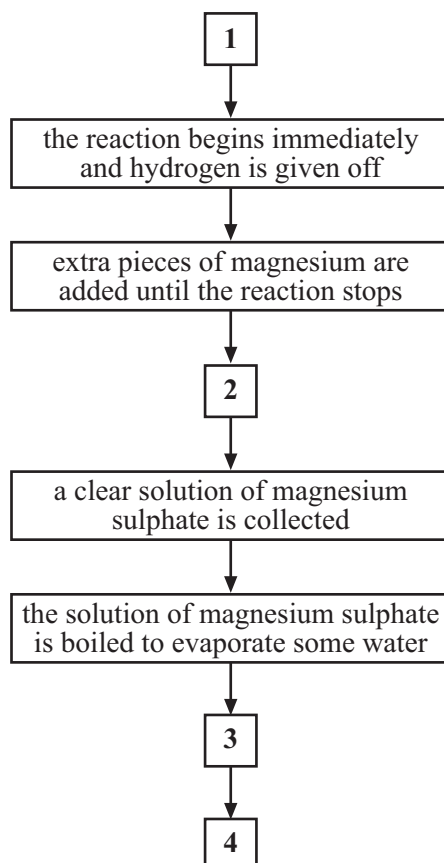 1
the reaction begins immediately
and hydrogen is given off
extra pieces of magnesium are
added until the reaction stops
2
a clear solution of magnesium
sulphate is collected
the solution of magnesium sulphate
is boiled to evaporate some water
3
4